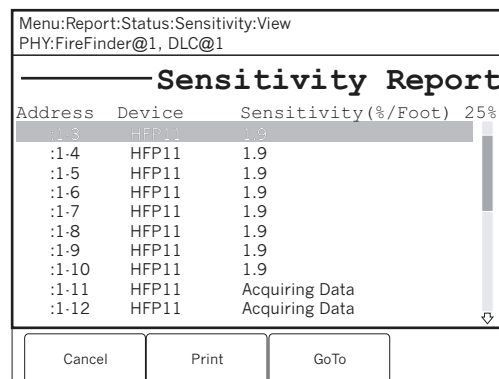 Menu:Report:Status:Sensitivity:View
PHY:FireFinder@1, DLC@1
Sensitivity Report
Address Device Sensitivity(%/Foot) 25%
:1-3 HFP11 1.9
:1-4 HFP11 1.9
:1-5 HFP11 1.9
:1-6 HFP11 1.9
:1-7 HFP11 1.9
:1-8 HFP11 1.9
:1-9 HFP11 1.9
:1-10 HFP11 1.9
:1-11 HFP11 Acquiring Data
:1-12 HFP11 Acquiring Data
Cancel Print GoTo